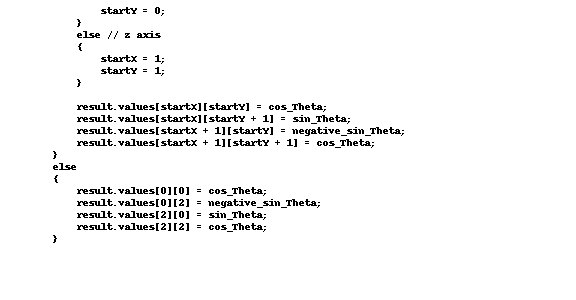 startY = 0;
}
else // z axis
{
startX = 1;
startY = 1;
}
result.values[startX][startY] = cos_Theta;
result.values[startX][startY + 1] = sin_Theta;
result.values[startX + 1][startY] = negative_sin_Theta;
result.values[startX + 1][startY + 1] = cos_Theta;
}
else
{
result.values[0][0] = cos_Theta;
result.values[0][2] = negative_sin_Theta;
result.values[2][0] = sin_Theta;
result.values[2][2] = cos_Theta;
}